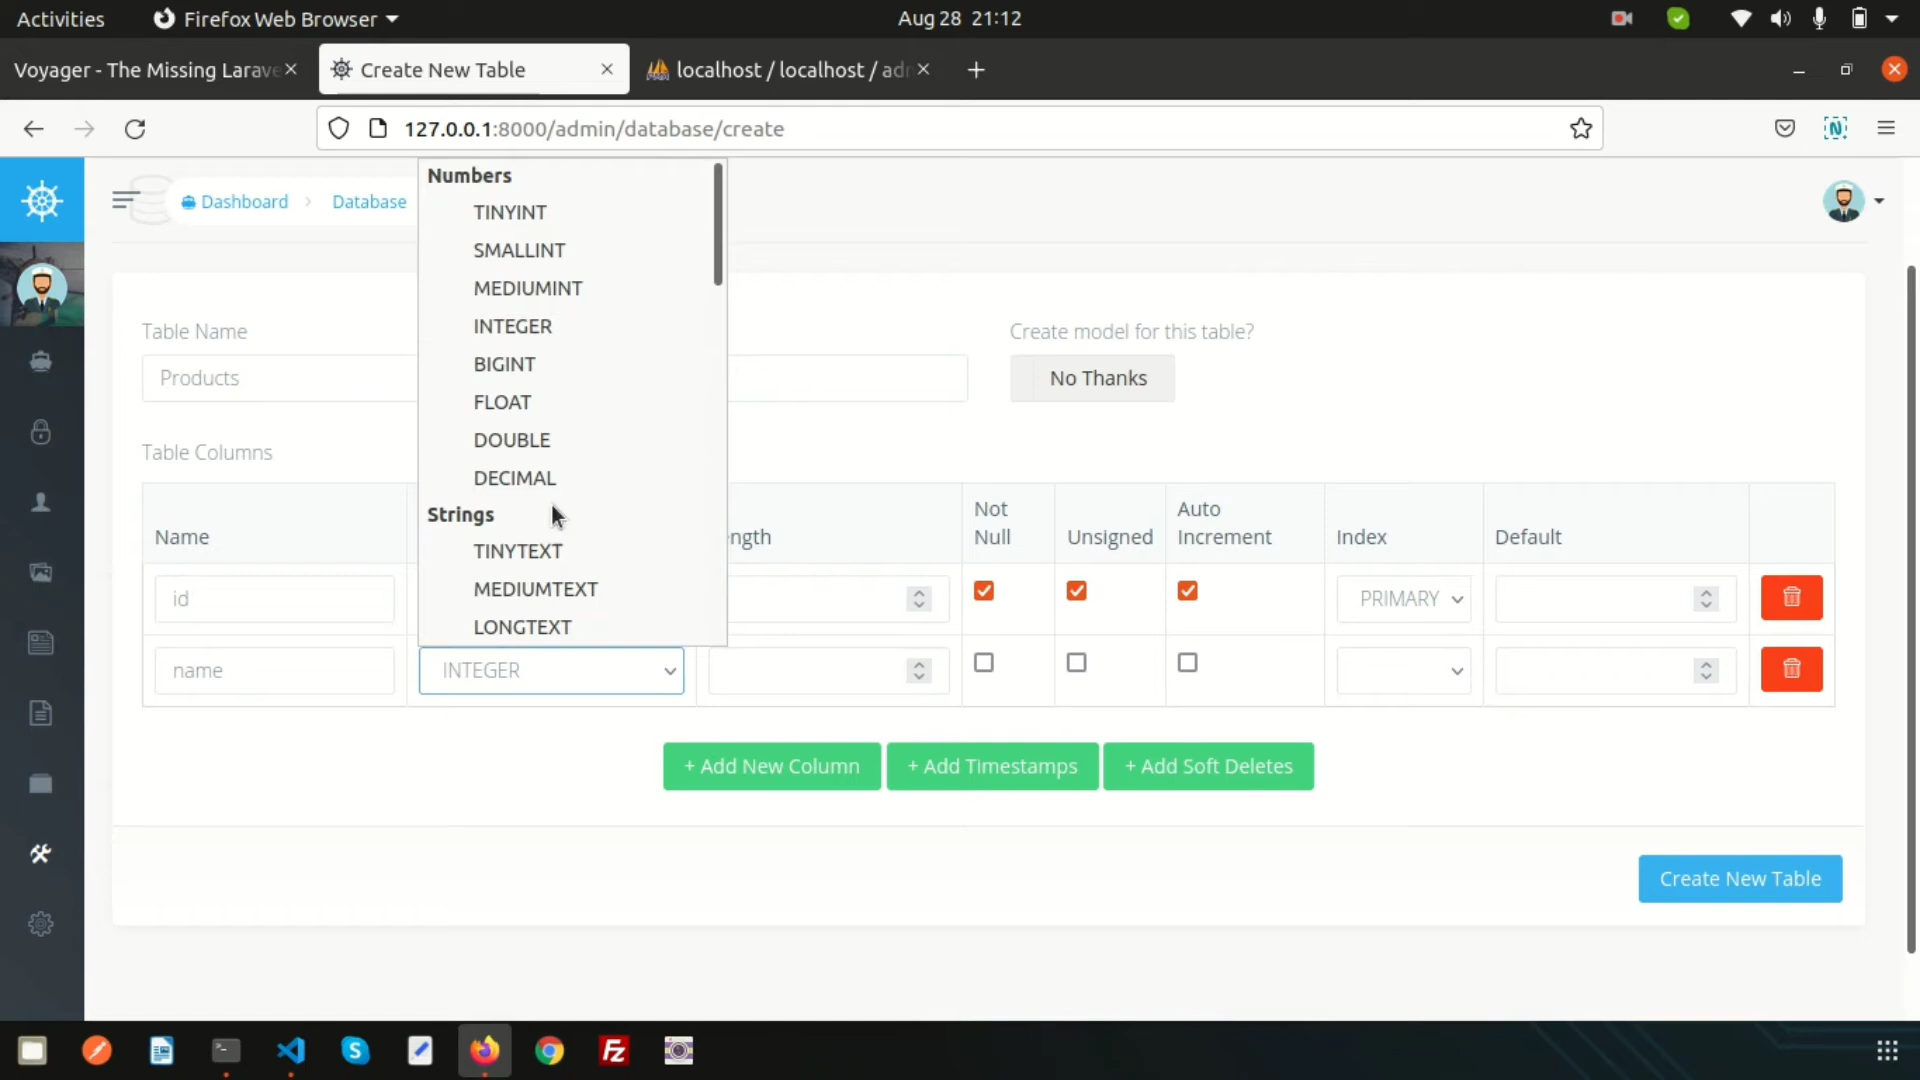 Activities
Firefox Web Browser
Aug 28 21:12
Voyager - The Missing Larave
Create New Table
localhost / localhost / adn
127.0.0.1:8000/admin/database/create
Dashboard
Database
Numbers
TINYINT
SMALLINT
MEDIUMINT
INTEGER
BIGINT
FLOAT
DOUBLE
DECIMAL
Strings
TINYTEXT
MEDIUMTEXT
LONGTEXT
Table Name
Create model for this table?
Products
No Thanks
Table Columns
Name
ngth
Not Null
Unsigned
Auto Increment
Index
Default
id
PRIMARY
name
INTEGER
+ Add New Column
+ Add Timestamps
+ Add Soft Deletes
Create New Table